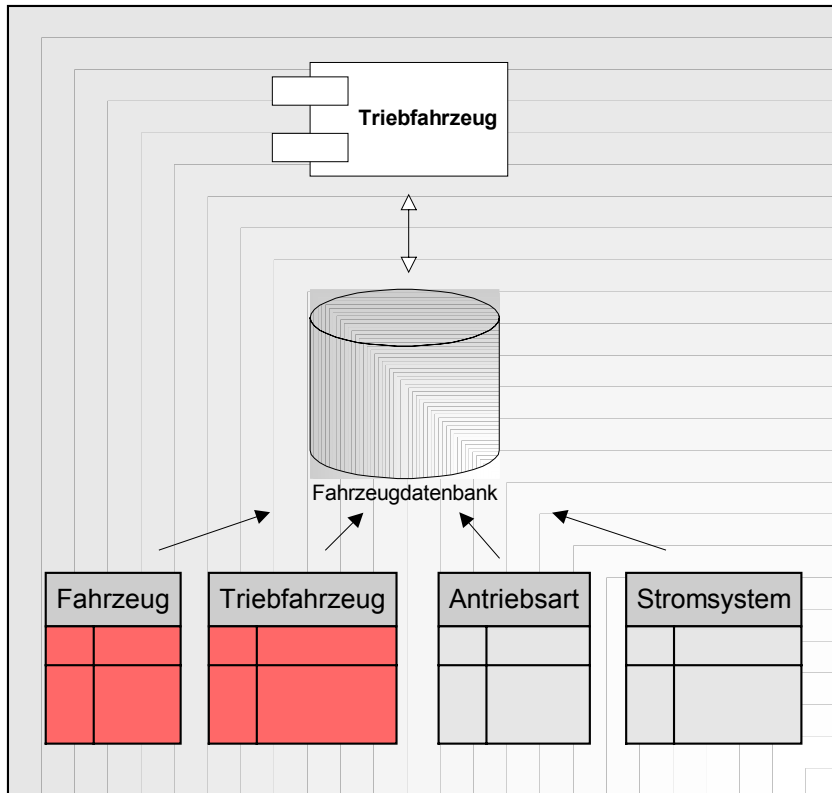 Triebfahrzeug
Fahrzeugdatenbank
Fahrzeug
Triebfahrzeug
Antriebsart
Stromsystem